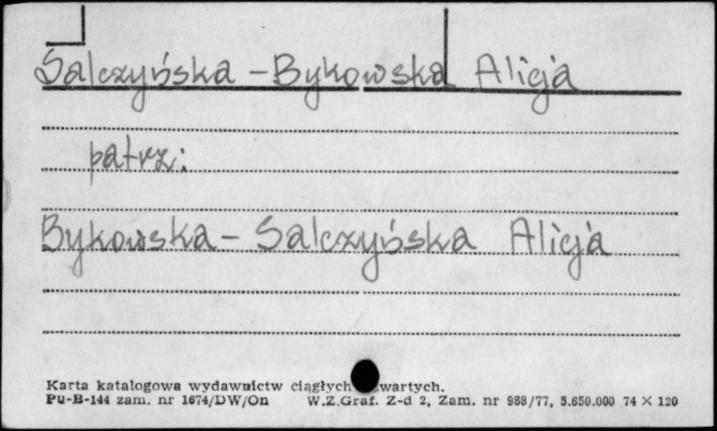 Salczyńska - Bykowska Alicja
patrz:
Bykowska - Salczyńska Alicja
Karta katalogowa wydawnictw ciągłych wartych.
PU-B-144 zam. nr 1674/DW/On W.Z.Graf. Z-d 2, Zam. nr 988/77, 5.650.000 74 × 120